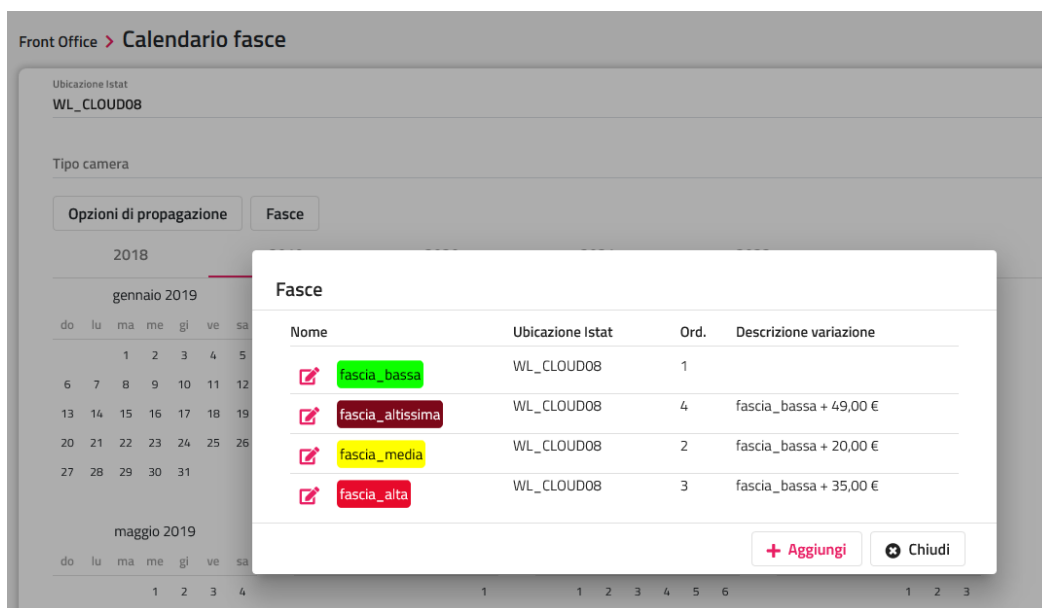 Front Office > Calendario fasce
Ubicazione Istat
WL_CLOUD08
Tipo camera
Opzioni di propagazione Fasce
2018
gennaio 2019
do lu ma me gi ve sa
1 2 3 4 5
6 7 8 9 10 11 12
13 14 15 16 17 18 19
20 21 22 23 24 25 26
27 28 29 30 31
maggio 2019
do lu ma me gi ve sa
1 2 3 4 1 1 2 3 4 5 6 1 2 3
Fasce
Nome Ubicazione Istat Ord. Descrizione variazione
fascia_bassa WL_CLOUD08 1
fascia_altissima WL_CLOUD08 4 fascia_bassa + 49,00 €
fascia_media WL_CLOUD08 2 fascia_bassa + 20,00 €
fascia_alta WL_CLOUD08 3 fascia_bassa + 35,00 €
+ Aggiungi Chiudi